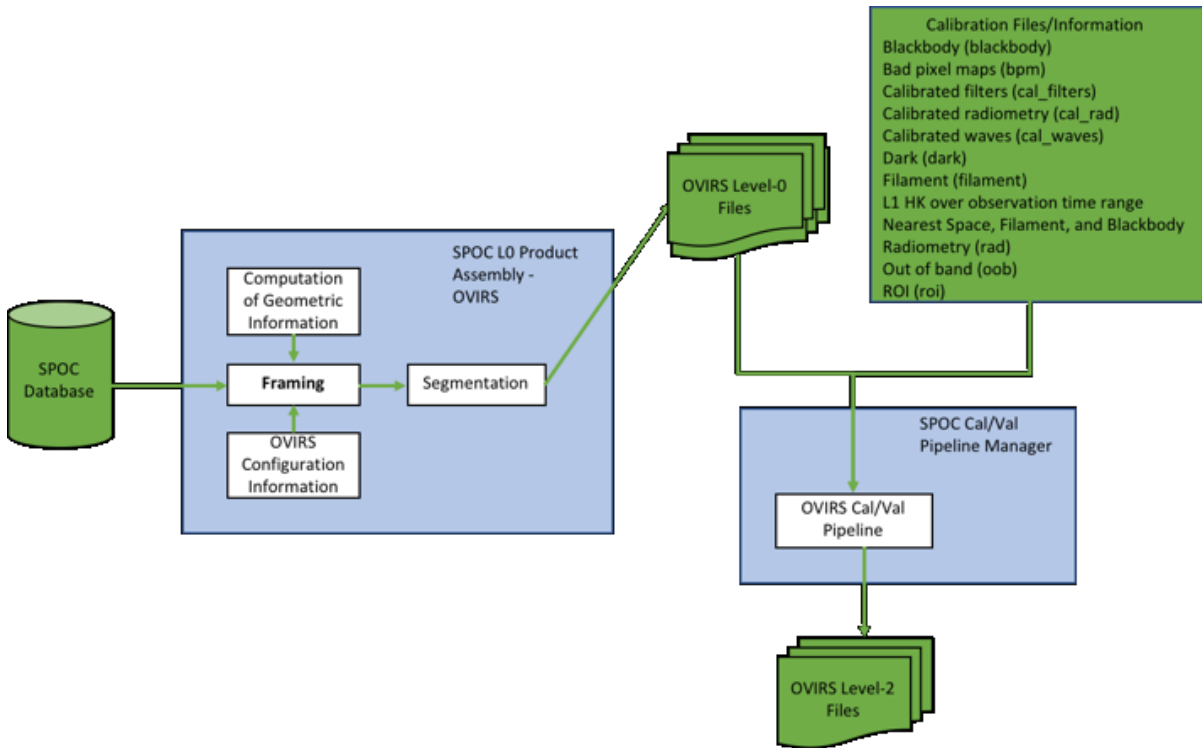 Calibration Files/Information
Blackbody (blackbody)
Bad pixel maps (bpm)
Calibrated filters (cal_filters)
Calibrated radiometry (cal_rad)
Calibrated waves (cal_waves)
Dark (dark)
Filament (filament)
L1 HK over observation time range
Nearest Space, Filament, and Blackbody
Radiometry (rad)
Out of band (oob)
ROI (roi)
OVIRS Level-0
Files
SPOC L0 Product
Assembly -
OVIRS
Computation
of Geometric
Information
SPOC
Database
Framing
Segmentation
OVIRS
Configuration
Information
SPOC Cal/Val
Pipeline Manager
OVIRS Cal/Val
Pipeline
OVIRS Level-2
Files